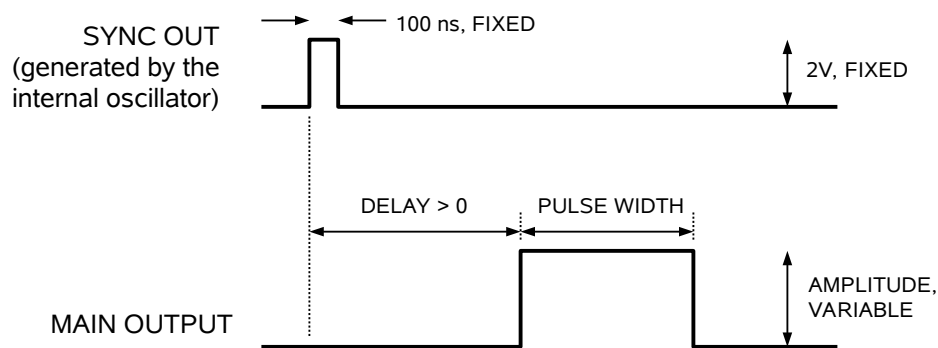 100 ns, FIXED
SYNC OUT
(generated by the
internal oscillator)
2V, FIXED
DELAY > 0
PULSE WIDTH
AMPLITUDE,
VARIABLE
MAIN OUTPUT